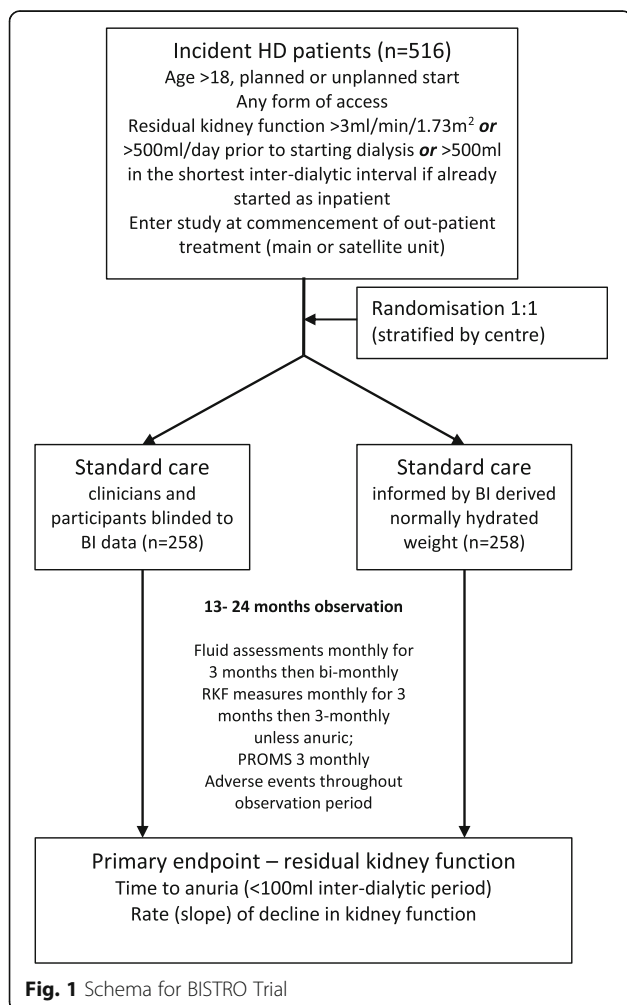 Incident HD patients (n=516)
Age >18, planned or unplanned start
Any form of access
Residual kidney function >3ml/min/1.73m² or
>500ml/day prior to starting dialysis or >500ml
in the shortest inter-dialytic interval if already
started as inpatient
Enter study at commencement of out-patient
treatment (main or satellite unit)
Randomisation 1:1
(stratified by centre)
Standard care
clinicians and
participants blinded to
BI data (n=258)
Standard care
informed by BI derived
normally hydrated
weight (n=258)
13- 24 months observation
Fluid assessments monthly for
3 months then bi-monthly
RKF measures monthly for 3
months then 3-monthly
unless anuric;
PROMS 3 monthly
Adverse events throughout
observation period
Primary endpoint – residual kidney function
Time to anuria (<100ml inter-dialytic period)
Rate (slope) of decline in kidney function
Fig. 1 Schema for BISTRO Trial